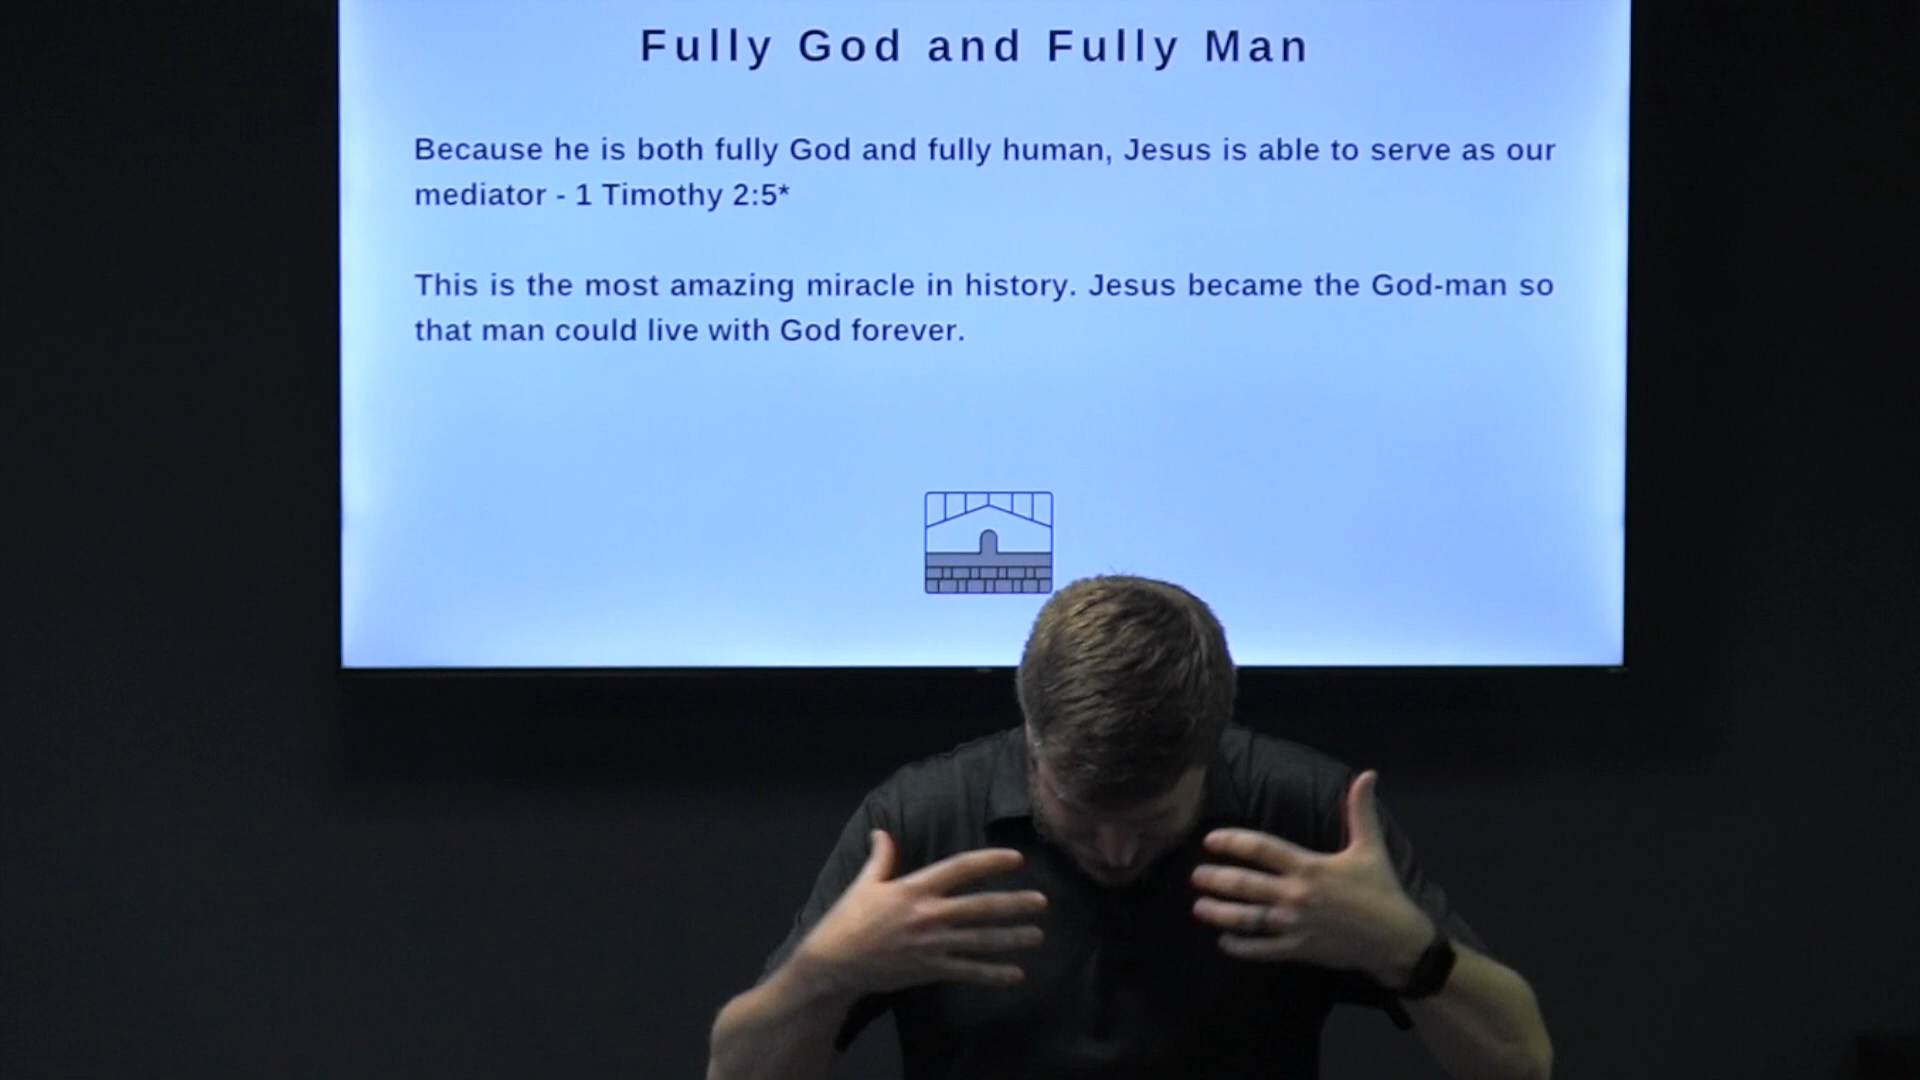 Fully God and Fully Man
Because he is both fully God and fully human, Jesus is able to serve as our
mediator - 1 Timothy 2:5*
This is the most amazing miracle in history. Jesus became the God-man so
that man could live with God forever.